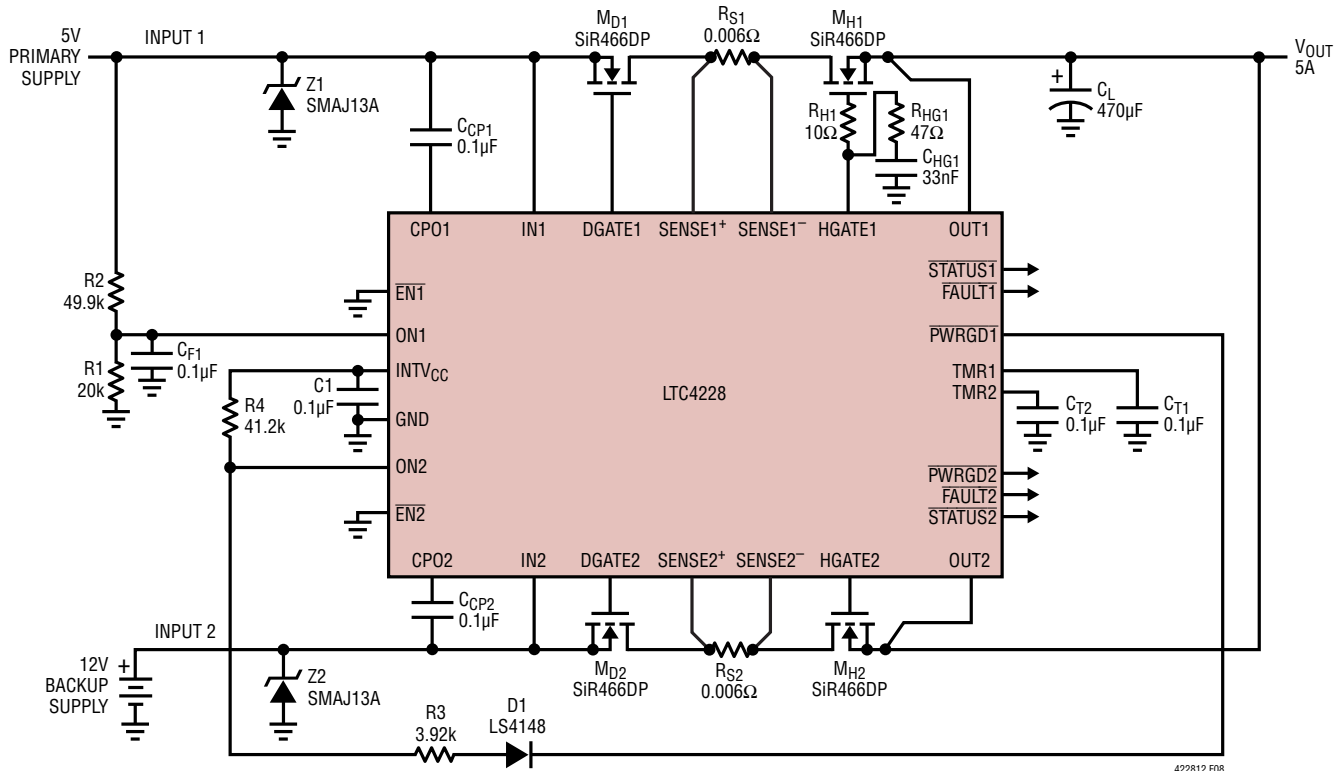 5V
PRIMARY
SUPPLY
INPUT 1
Z1
SMAJ13A
CCP1
0.1µF
MD1
SiR466DP
RS1
0.006Ω
MH1
SiR466DP
RH1
10Ω
RHG1
47Ω
CHG1
33nF
+
CL
470µF
VOUT
5A
CPO1
IN1
DGATE1
SENSE1+
SENSE1−
HGATE1
OUT1
R2
49.9k
R1
20k
CF1
0.1µF
R4
41.2k
C1
0.1µF
EN1
ON1
INTVCC
GND
ON2
EN2
LTC4228
STATUS1
FAULT1
PWRGD1
TMR1
TMR2
PWRGD2
FAULT2
STATUS2
CT2
0.1µF
CT1
0.1µF
CPO2
IN2
DGATE2
SENSE2+
SENSE2−
HGATE2
OUT2
CCP2
0.1µF
INPUT 2
12V
BACKUP
SUPPLY
+
Z2
SMAJ13A
MD2
SiR466DP
RS2
0.006Ω
MH2
SiR466DP
R3
3.92k
D1
LS4148
422812 F08